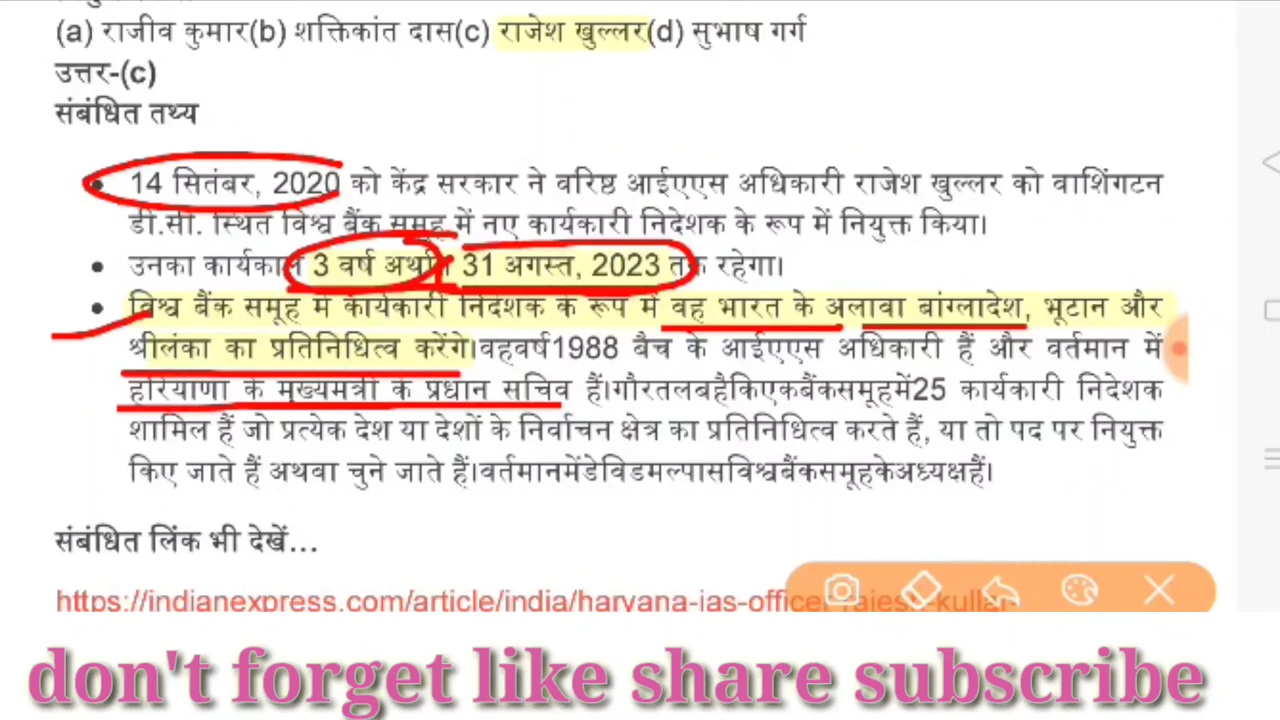 (a) राजीव कुमार(b) शक्तिकांत दास(c) राजेश खुल्लर(d) सुभाष गर्ग
उत्तर-(c)
संबंधित तथ्य
14 सितंबर, 2020 को केंद्र सरकार ने वरिष्ठ आईएएस अधिकारी राजेश खुल्लर को वाशिंगटन
डी.सी. स्थित विश्व बैंक समूह में नए कार्यकारी निदेशक के रूप में नियुक्त किया।
उनका कार्यकाल 3 वर्ष अर्थात 31 अगस्त, 2023 तक रहेगा।
विश्व बैंक समूह में कार्यकारी निदेशक के रूप में वह भारत के अलावा बांग्लादेश, भूटान और
श्रीलंका का प्रतिनिधित्व करेंगे।वहवर्ष1988 बैच के आईएएस अधिकारी हैं और वर्तमान में
हरियाणा के मुख्यमंत्री के प्रधान सचिव हैं।गौरतलबहैकिएकबैंकसमूहमें25 कार्यकारी निदेशक
शामिल हैं जो प्रत्येक देश या देशों के निर्वाचन क्षेत्र का प्रतिनिधित्व करते हैं, या तो पद पर नियुक्त
किए जाते हैं अथवा चुने जाते हैं।वर्तमानमेंडेविडमल्पासविश्वबैंकसमूहकेअध्यक्षहैं।
संबंधित लिंक भी देखें...
https://indianexpress.com/article/india/haryana-ias-officer-rajesh-kullar-
don't forget like share subscribe